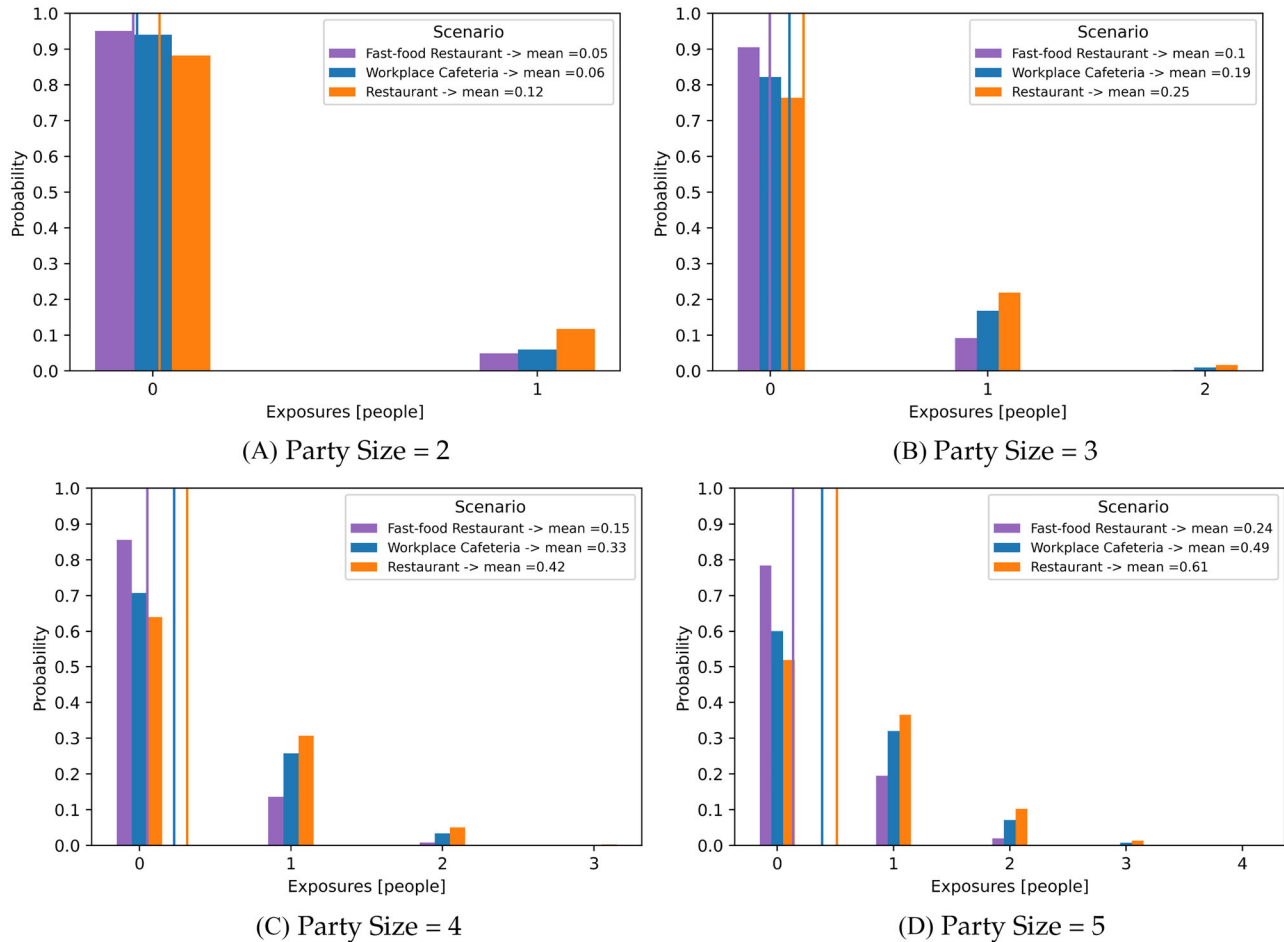 1.0
0.9
0.8
0.7
0.6
0.5
0.4
0.3
0.2
0.1
0.0
Probability
Scenario
Fast-food Restaurant -> mean =0.05
Workplace Cafeteria -> mean =0.06
Restaurant -> mean =0.12
0 1
Exposures [people]
(A) Party Size = 2
1.0
0.9
0.8
0.7
0.6
0.5
0.4
0.3
0.2
0.1
0.0
Probability
Scenario
Fast-food Restaurant -> mean =0.1
Workplace Cafeteria -> mean =0.19
Restaurant -> mean =0.25
0 1 2
Exposures [people]
(B) Party Size = 3
1.0
0.9
0.8
0.7
0.6
0.5
0.4
0.3
0.2
0.1
0.0
Probability
Scenario
Fast-food Restaurant -> mean =0.15
Workplace Cafeteria -> mean =0.33
Restaurant -> mean =0.42
0 1 2 3
Exposures [people]
(C) Party Size = 4
1.0
0.9
0.8
0.7
0.6
0.5
0.4
0.3
0.2
0.1
0.0
Probability
Scenario
Fast-food Restaurant -> mean =0.24
Workplace Cafeteria -> mean =0.49
Restaurant -> mean =0.61
0 1 2 3 4
Exposures [people]
(D) Party Size = 5